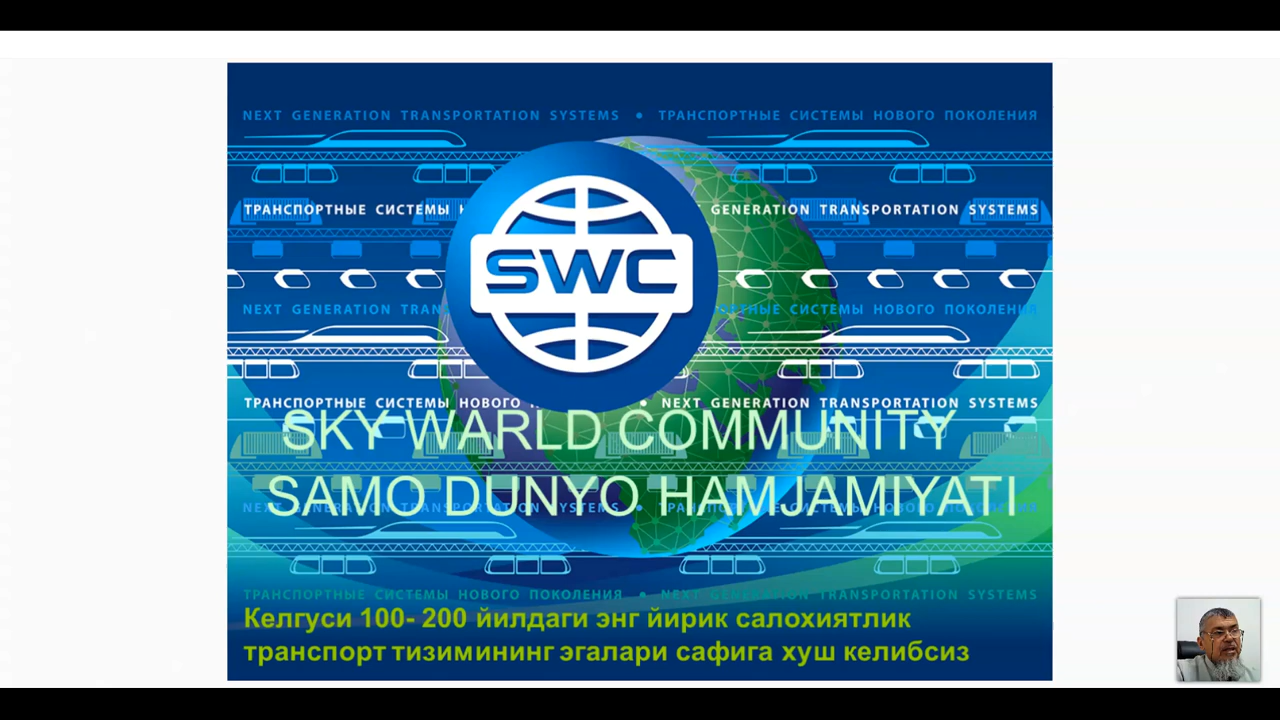 NEXT GENERATION TRANSPORTATION SYSTEMS • ТРАНСПОРТНЫЕ СИСТЕМЫ НОВОГО ПОКОЛЕНИЯ
ТРАНСПОРТНЫЕ СИСТЕМЫ GENERATION TRANSPORTATION SYSTEMS
SWC
NEXT GENERATION СИСТЕМЫ НОВОГО ПОКОЛЕНИЯ
ТРАНСПОРТНЫЕ СИСТЕМЫ НОВОГО • NEXT GENERATION TRANSPORTATION SYSTEMS
SKY WARLD COMMUNITY
SAMO DUNYO HAMJAMIYATI
ТРАНСПОРТНЫЕ СИСТЕМЫ НОВОГО ПОКОЛЕНИЯ • NEXT GENERATION TRANSPORTATION SYSTEMS
Келгуси 100- 200 йилдаги энг йирик салохиятлик
транспорт тизимининг эгалари сафига хуш келибсиз